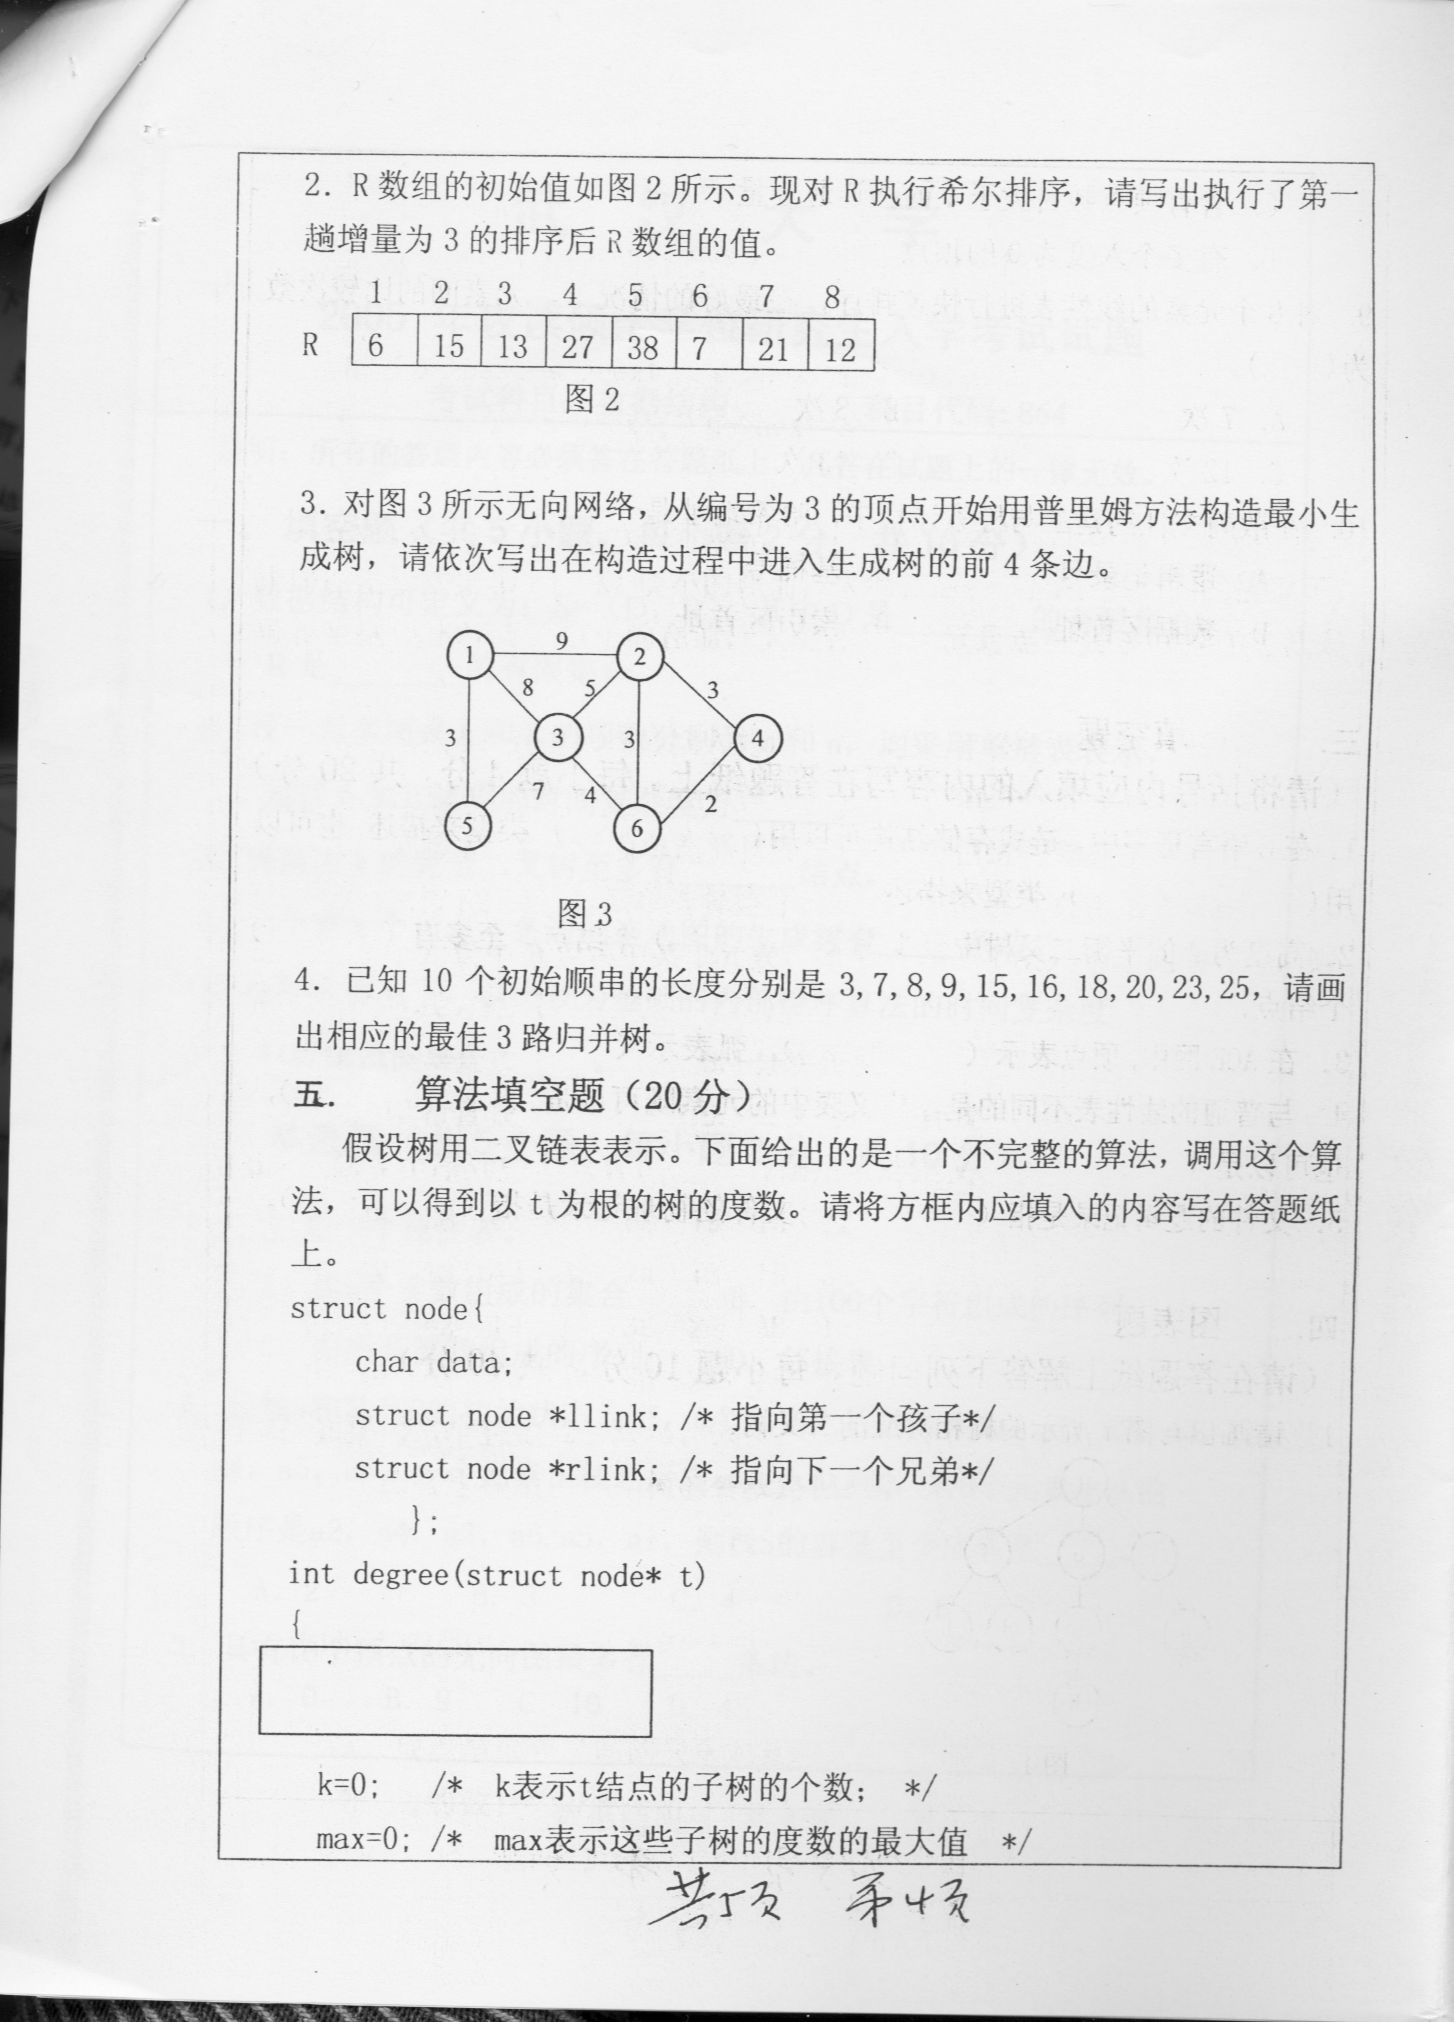 2. R 数组的初始值如图 2 所示。现对 R 执行希尔排序，请写出执行了第一
趟增量为 3 的排序后 R 数组的值。
1 2 3 4 5 6 7 8
R 6 15 13 27 38 7 21 12
图 2
3. 对图 3 所示无向网络，从编号为 3 的顶点开始用普里姆方法构造最小生
成树，请依次写出在构造过程中进入生成树的前 4 条边。
1 9 2
8 5 3
3 3 3 4
7 4 2
5 6
图 3
4. 已知 10 个初始顺串的长度分别是 3,7,8,9,15,16,18,20,23,25，请画
出相应的最佳 3 路归并树。
五. 算法填空题（20 分）
假设树用二叉链表表示。下面给出的是一个不完整的算法，调用这个算
法，可以得到以 t 为根的树的度数。请将方框内应填入的内容写在答题纸
上。
struct node{
char data;
struct node *llink; /* 指向第一个孩子*/
struct node *rlink; /* 指向下一个兄弟*/
};
int degree(struct node* t)
{
k=0; /* k表示t结点的子树的个数； */
max=0; /* max表示这些子树的度数的最大值 */
共5页 第4页